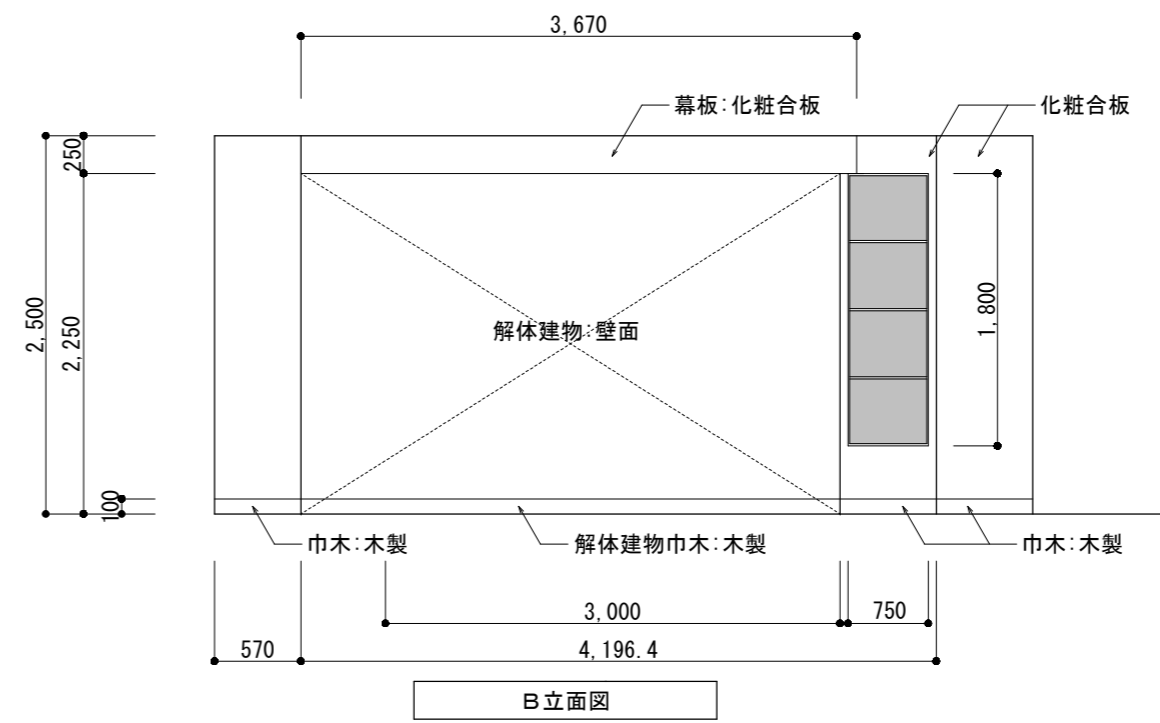 3,670
幕板:化粧合板
化粧合板
250
2,500
2,250
100
解体建物:壁面
1,800
巾木:木製
解体建物巾木:木製
巾木:木製
3,000
750
570
4,196.4
B立面図